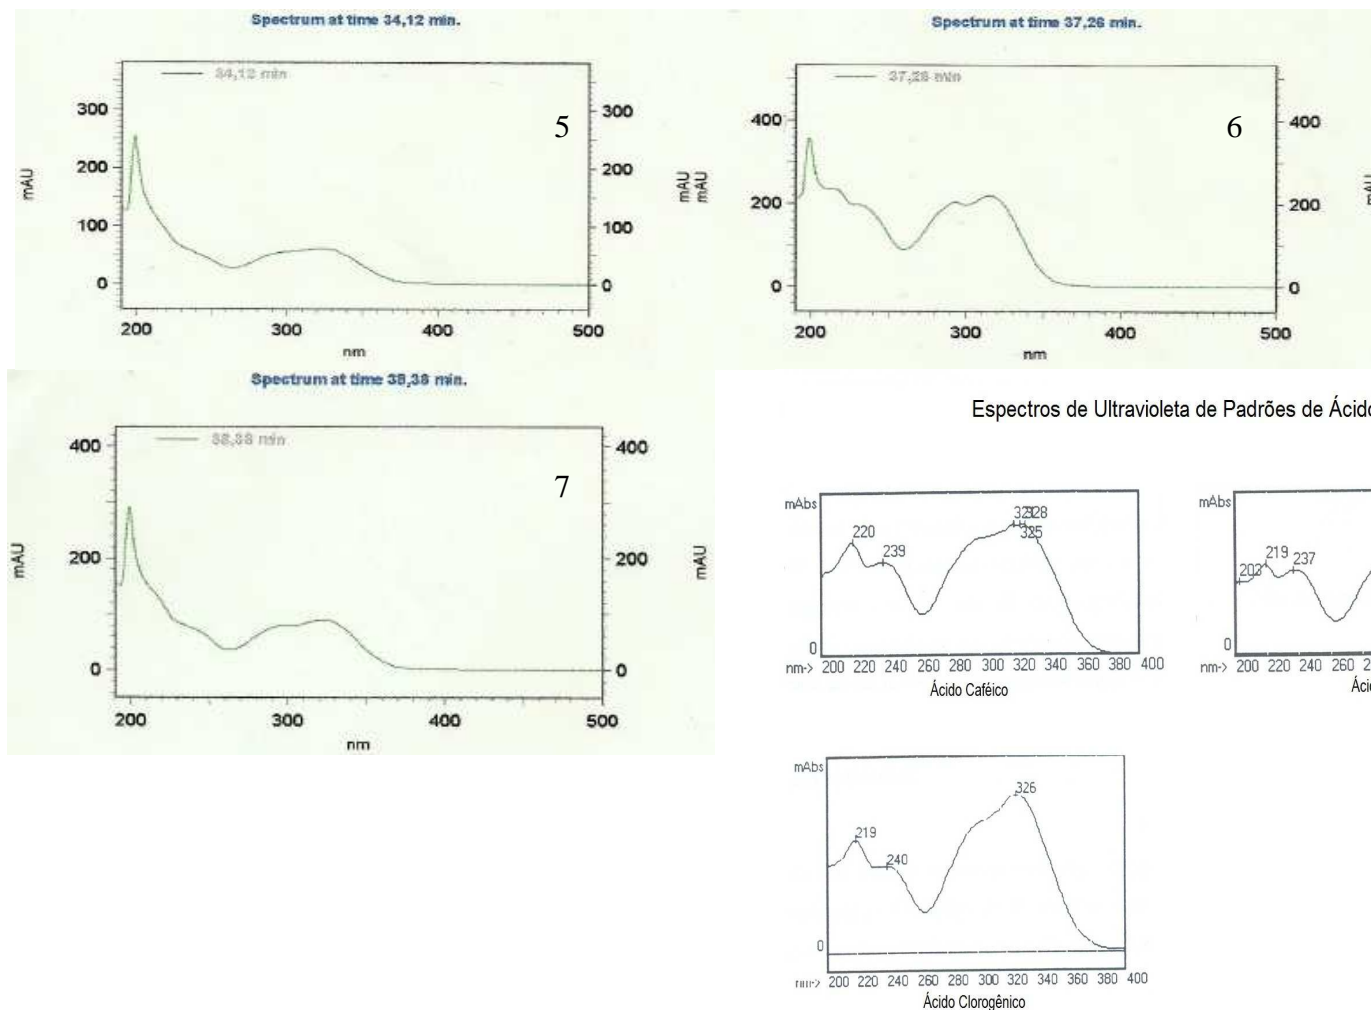 Spectrum at time 34,12 min.
34,12 min
300
200
100
0
300
200
100
0
mAU
mAU
5
200 300 400 500
nm
Spectrum at time 37,26 min.
37,26 min
400
200
0
400
200
0
mAU
mAU
6
200 300 400 500
nm
Spectrum at time 38,38 min.
38,38 min
400
200
0
400
200
0
mAU
mAU
7
200 300 400 500
nm
Espectros de Ultravioleta de Padrões de Ácido
mAbs
220
239
328
325
0
nm-> 200 220 240 260 280 300 320 340 360 380 400
Ácido Caféico
mAbs
203
219
237
0
nm-> 200 220 240 260
mAbs
219
240
326
0
nm-> 200 220 240 260 280 300 320 340 360 380 400
Ácido Clorogênico